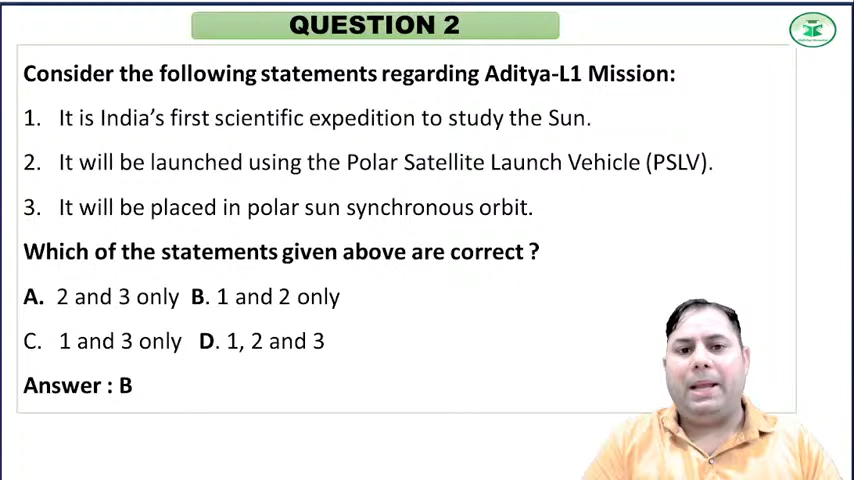 QUESTION 2
Consider the following statements regarding Aditya-L1 Mission:
1. It is India's first scientific expedition to study the Sun.
2. It will be launched using the Polar Satellite Launch Vehicle (PSLV).
3. It will be placed in polar sun synchronous orbit.
Which of the statements given above are correct ?
A. 2 and 3 only B. 1 and 2 only
C. 1 and 3 only D. 1, 2 and 3
Answer : B